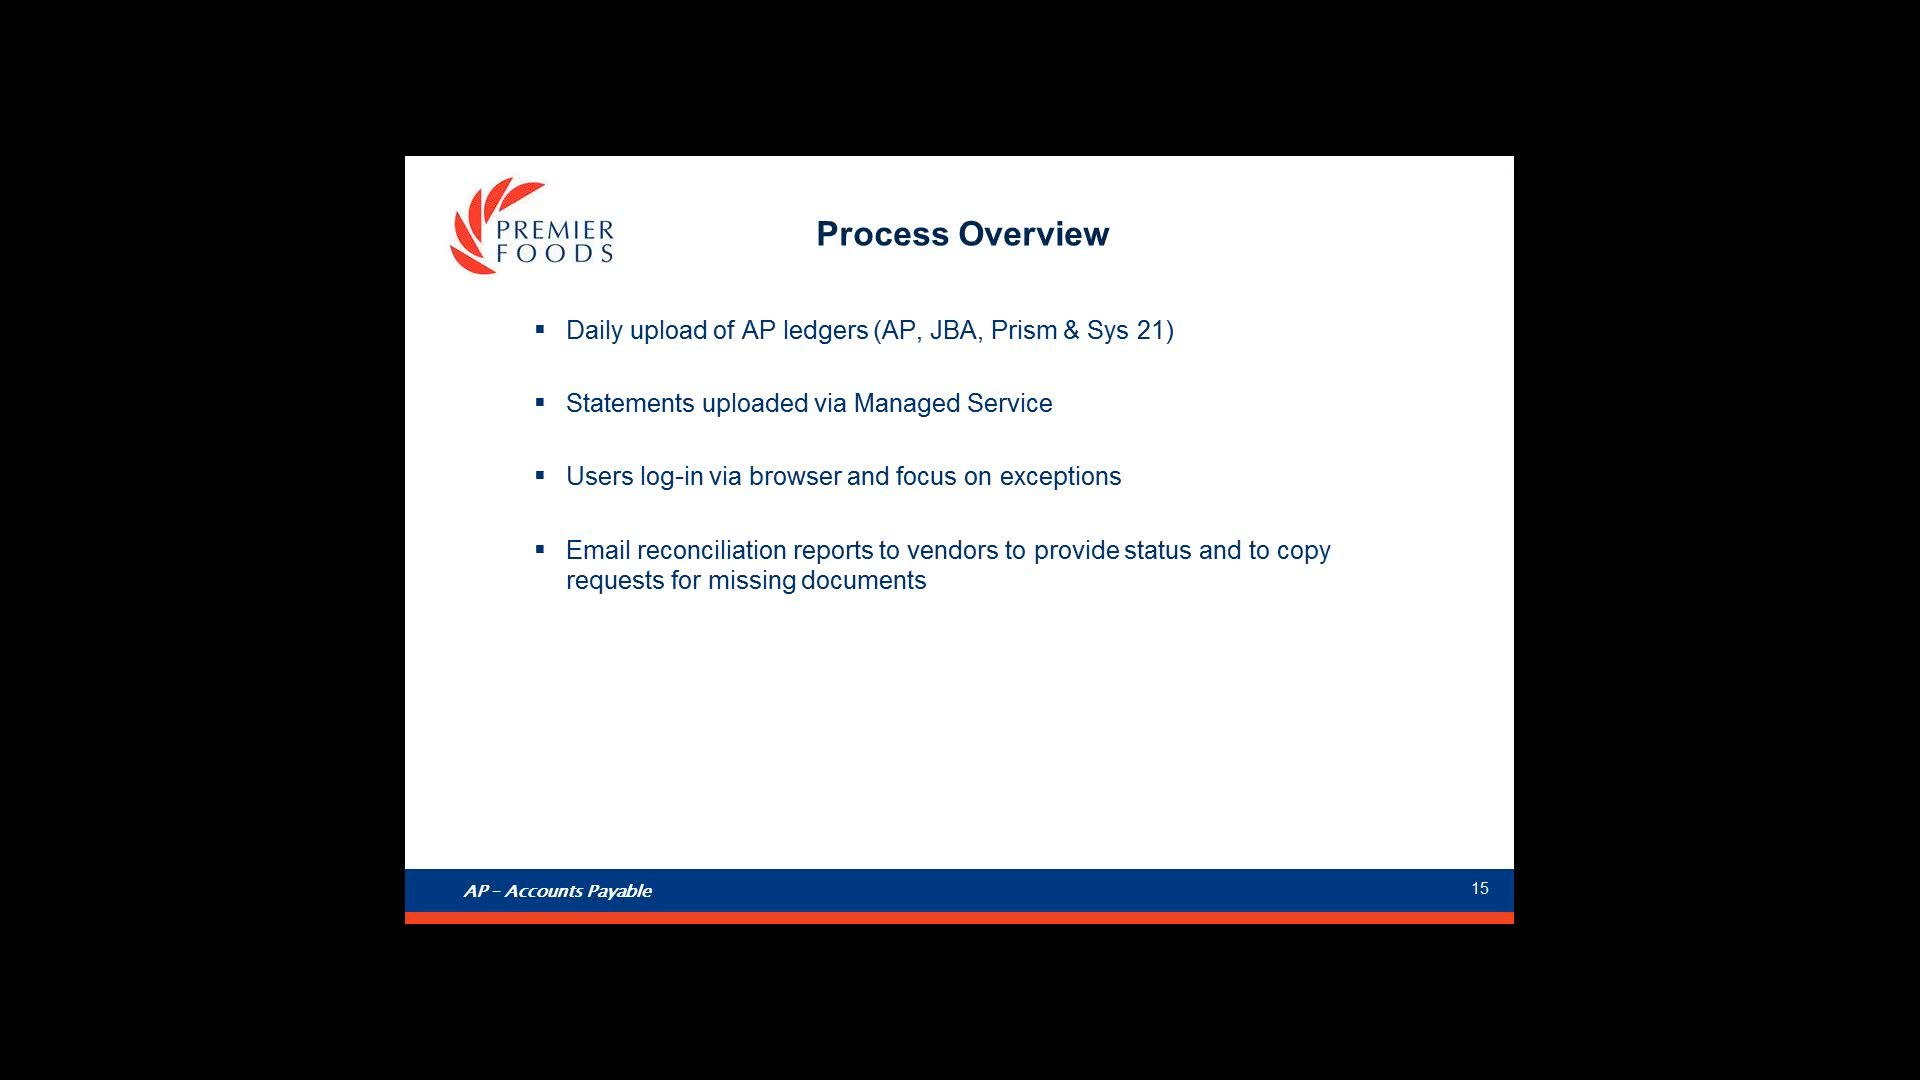 PREMIER
FOODS
Process Overview
▪ Daily upload of AP ledgers (AP, JBA, Prism & Sys 21)
▪ Statements uploaded via Managed Service
▪ Users log-in via browser and focus on exceptions
▪ Email reconciliation reports to vendors to provide status and to copy
requests for missing documents
AP – Accounts Payable
15